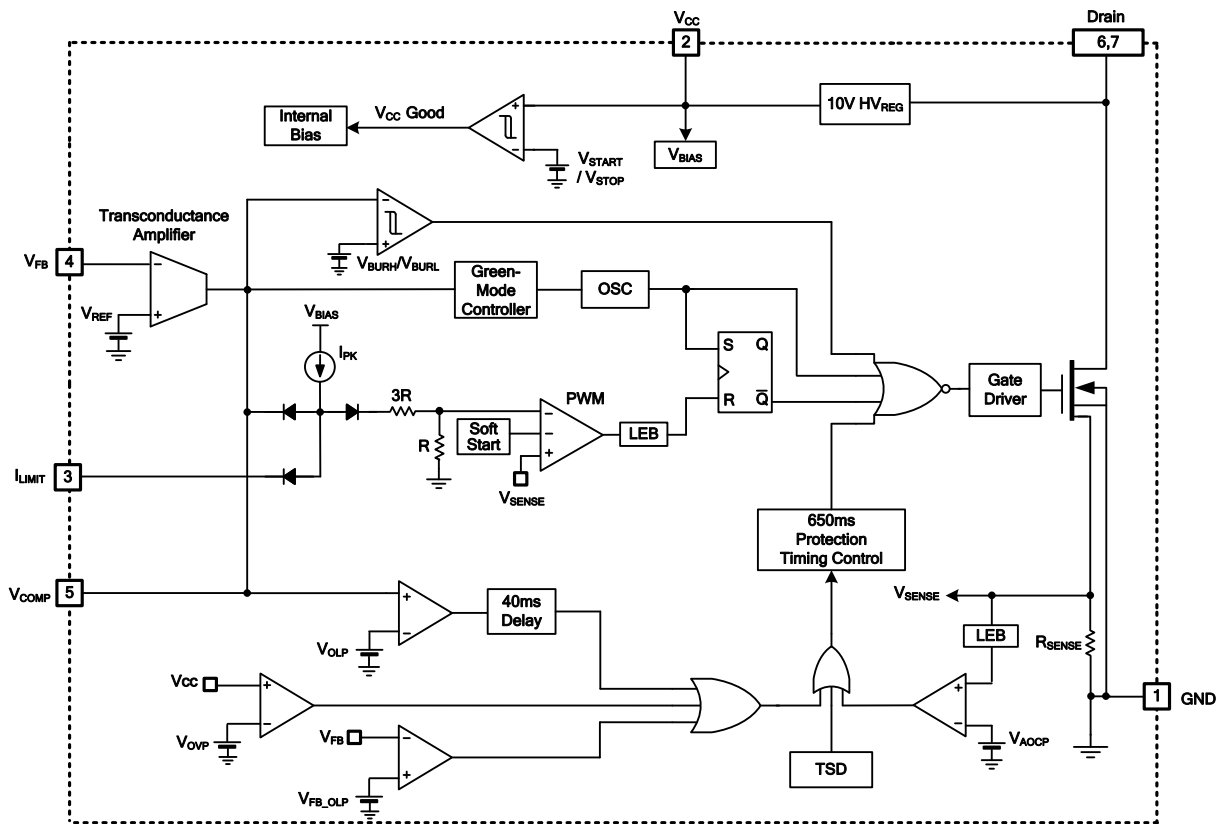 VCC
Drain
2
6,7
10V HVREG
Internal
Bias
VCC Good
+
−
VSTART
/ VSTOP
VBIAS
Transconductance
Amplifier
−
+
VBURH/VBURL
VFB
4
−
+
VREF
Green-
Mode
Controller
OSC
VBIAS
IPK
S
Q
R
Q
3R
R
Soft
Start
PWM
−
−
+
VSENSE
LEB
Gate
Driver
ILIMIT
3
650ms
Protection
Timing Control
VCOMP
5
+
−
VOLP
40ms
Delay
VSENSE
LEB
RSENSE
Vcc
+
−
VOVP
VFB
−
+
VFB_OLP
TSD
+
−
VAOCP
1
GND